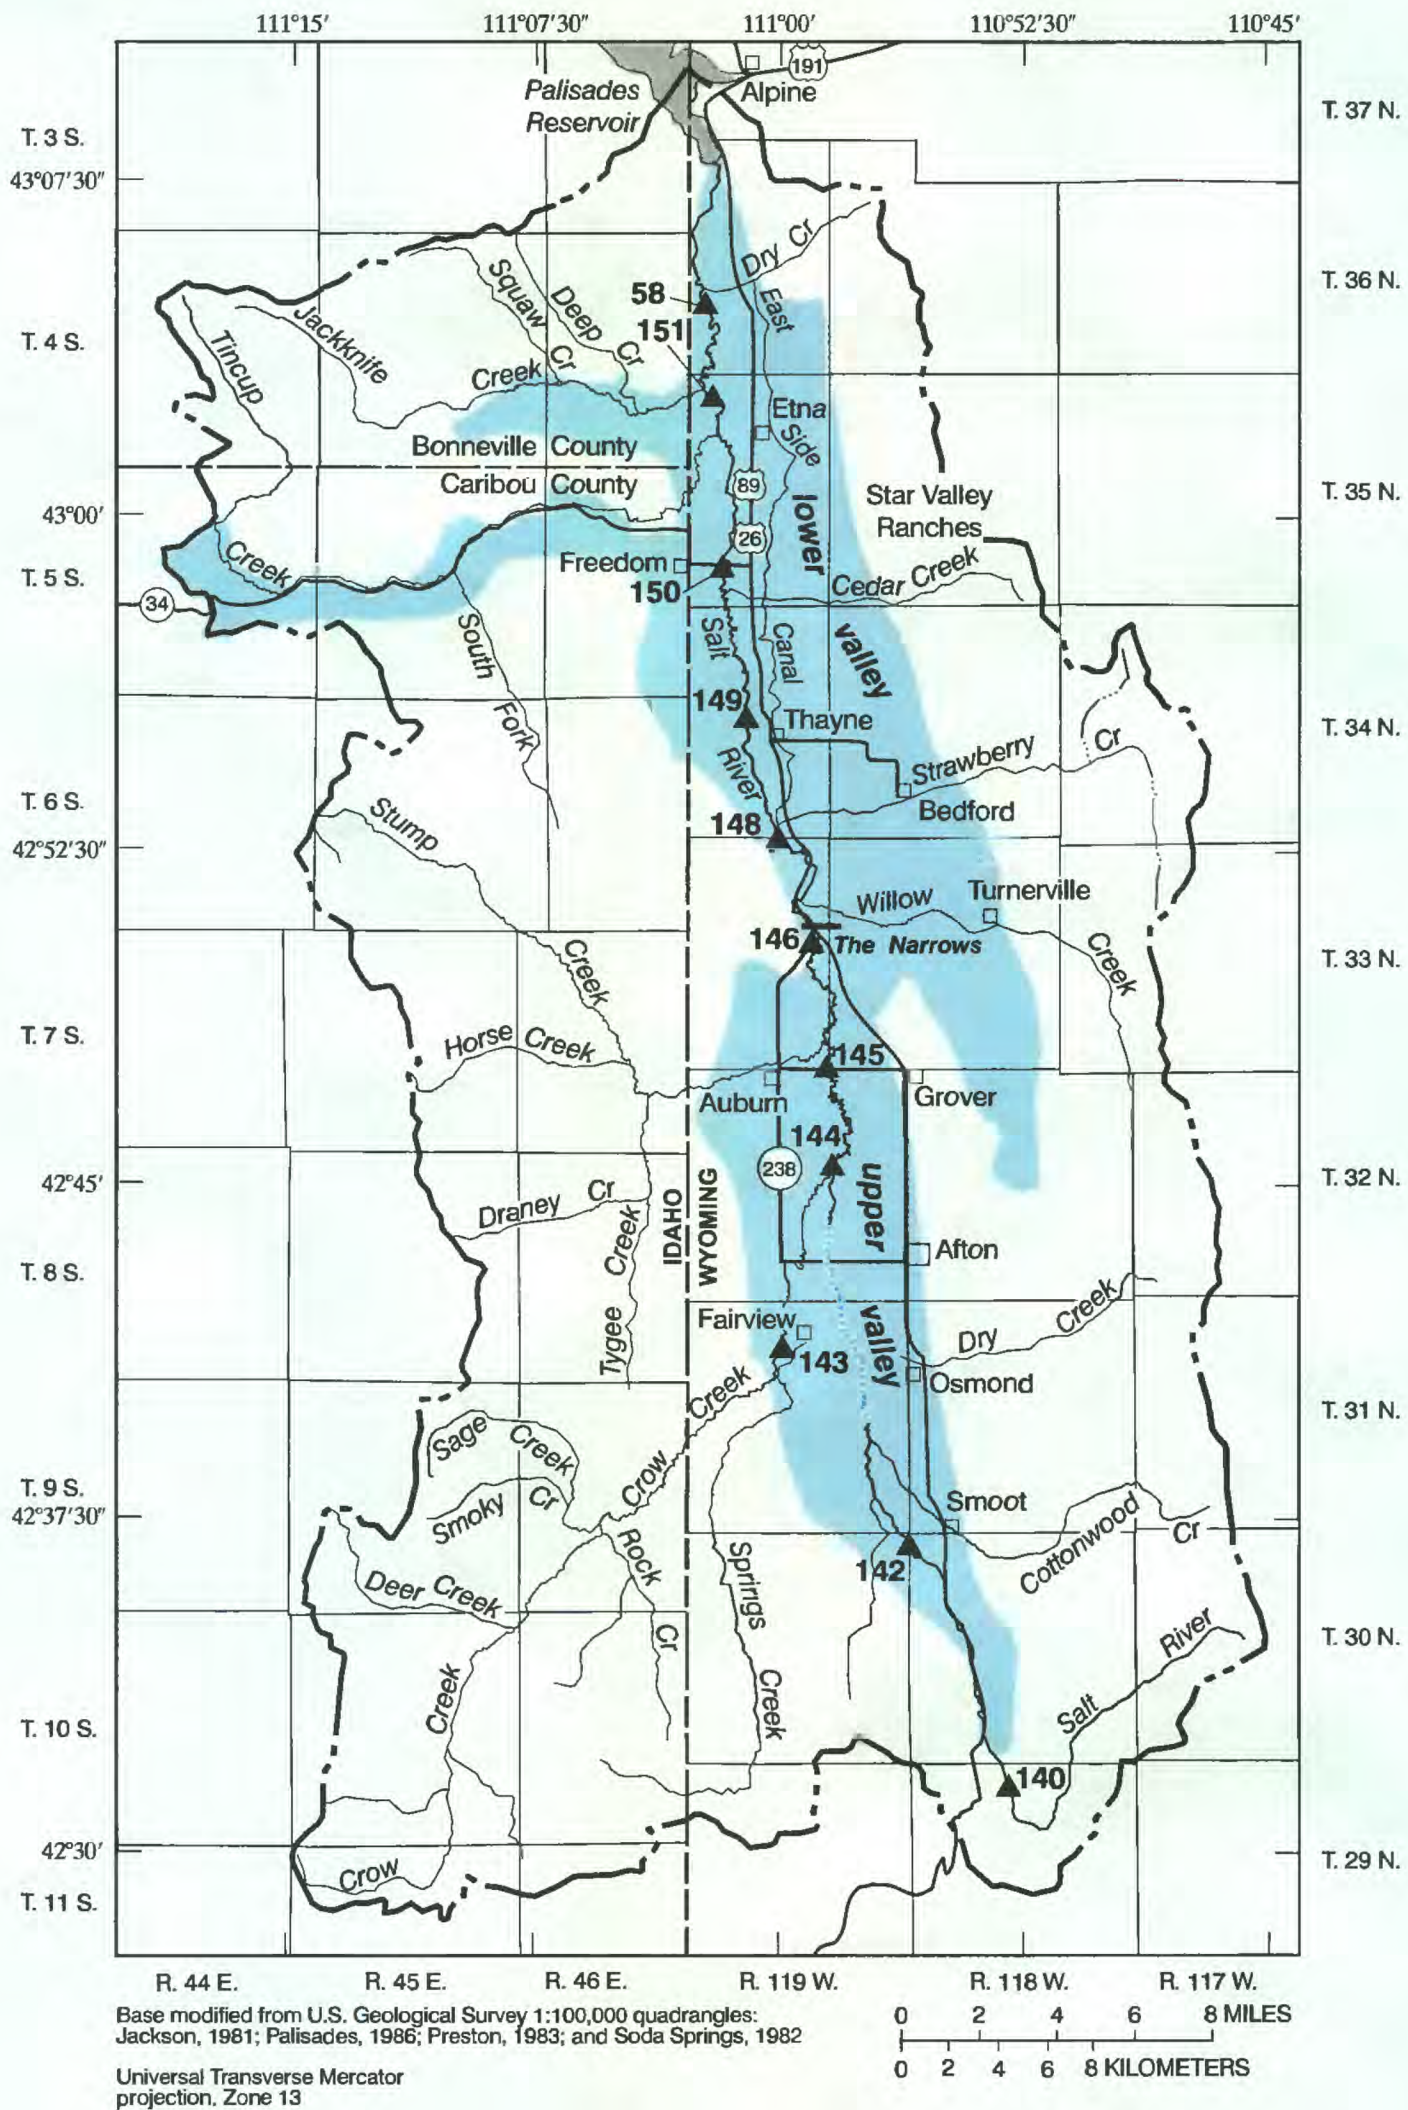 111°15′ 111°07′30″ 111°00′ 110°52′30″ 110°45′
191
Palisades
Reservoir
Alpine
T. 37 N.
T. 3 S.
43°07′30″
Dry Cr
T. 36 N.
58
151
East
Squaw Cr
Deep Cr
Jackknife
Creek
Tincup
T. 4 S.
Etna
Side
Bonneville County
Caribou County
89
lower
Star Valley
Ranches
T. 35 N.
43°00′
26
Creek
Freedom
150
Cedar Creek
T. 5 S.
34
South
Fork
Salt
Canal
valley
149
Thayne
T. 34 N.
River
Strawberry
Cr
Bedford
T. 6 S.
Stump
148
42°52′30″
Willow
Turnerville
146
The Narrows
Creek
Creek
T. 33 N.
T. 7 S.
Horse Creek
145
Auburn
Grover
144
238
upper
T. 32 N.
42°45′
IDAHO
WYOMING
Draney Cr
Creek
Afton
T. 8 S.
Tygee
Fairview
143
valley
Dry
Creek
Osmond
Creek
T. 31 N.
Sage
Creek
Crow
T. 9 S.
42°37′30″
Smoky
Cr
Rock
Smoot
Cottonwood
Cr
142
Deer Creek
Springs
Cr
River
T. 30 N.
Creek
Creek
Salt
T. 10 S.
140
42°30′
Crow
T. 29 N.
T. 11 S.
R. 44 E. R. 45 E. R. 46 E. R. 119 W. R. 118 W. R. 117 W.
Base modified from U.S. Geological Survey 1:100,000 quadrangles:
Jackson, 1981; Palisades, 1986; Preston, 1983; and Soda Springs, 1982
0 2 4 6 8 MILES
0 2 4 6 8 KILOMETERS
Universal Transverse Mercator
projection, Zone 13